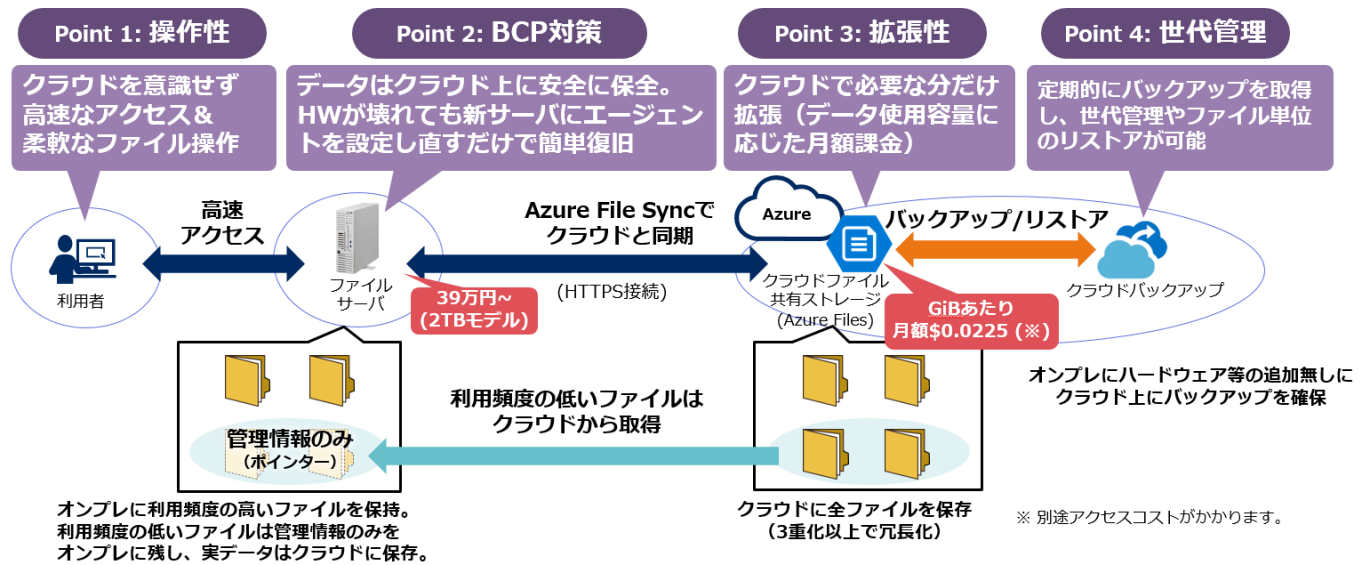 Point 1: 操作性
クラウドを意識せず
高速なアクセス＆
柔軟なファイル操作
Point 2: BCP対策
データはクラウド上に安全に保全。
HWが壊れても新サーバにエージェン
トを設定し直すだけで簡単復旧
Point 3: 拡張性
クラウドで必要な分だけ
拡張（データ使用容量に
応じた月額課金）
Point 4: 世代管理
定期的にバックアップを取得
し、世代管理やファイル単位
のリストアが可能
利用者
高速
アクセス
ファイル
サーバ
39万円~
(2TBモデル)
Azure File Syncで
クラウドと同期
(HTTPS接続)
Azure
クラウドファイル
共有ストレージ
(Azure Files)
GiBあたり
月額$0.0225 (※)
バックアップ/リストア
クラウドバックアップ
オンプレにハードウェア等の追加無しに
クラウド上にバックアップを確保
管理情報のみ
（ポインター）
利用頻度の低いファイルは
クラウドから取得
オンプレに利用頻度の高いファイルを保持。
利用頻度の低いファイルは管理情報のみを
オンプレに残し、実データはクラウドに保存。
クラウドに全ファイルを保存
（3重化以上で冗長化）
※ 別途アクセスコストがかかります。